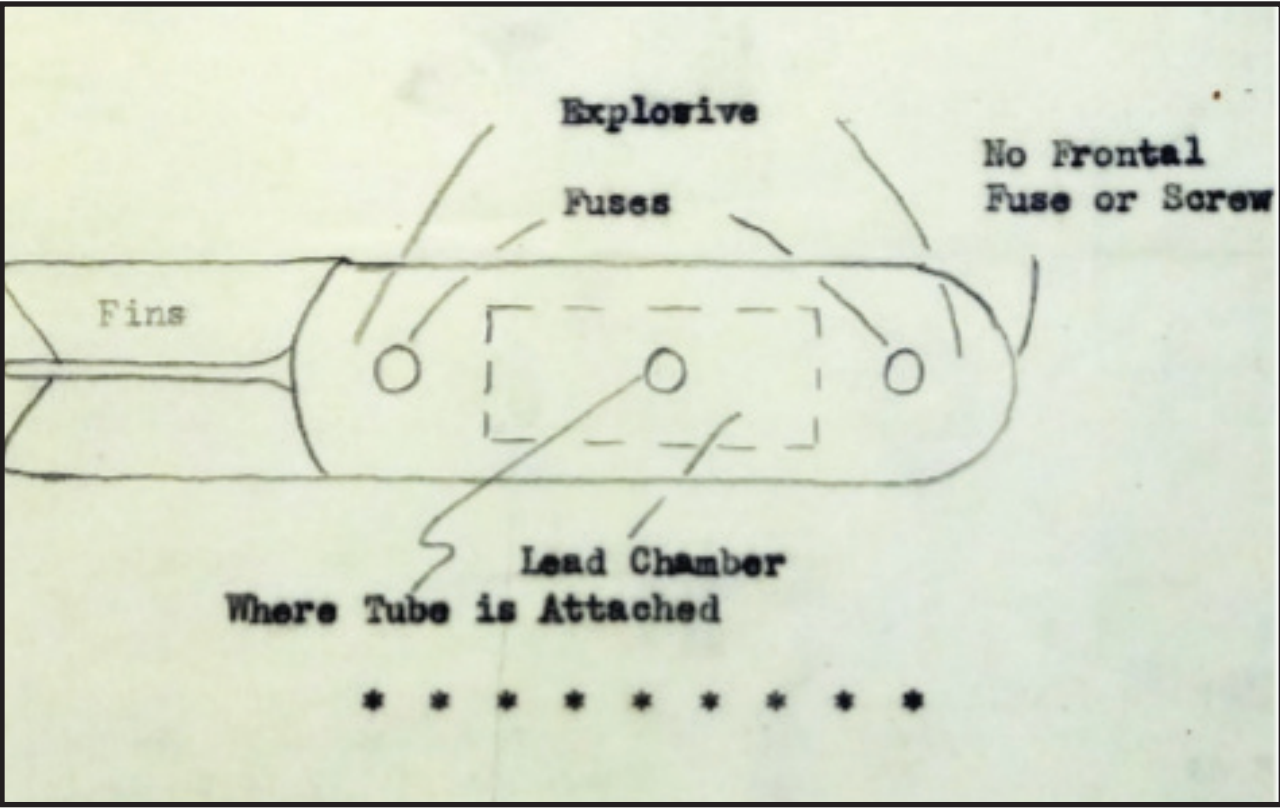 Explosive
No Frontal
Fuse or Screw
Fuses
Fins
Lead Chamber
Where Tube is Attached
* * * * * * * * *